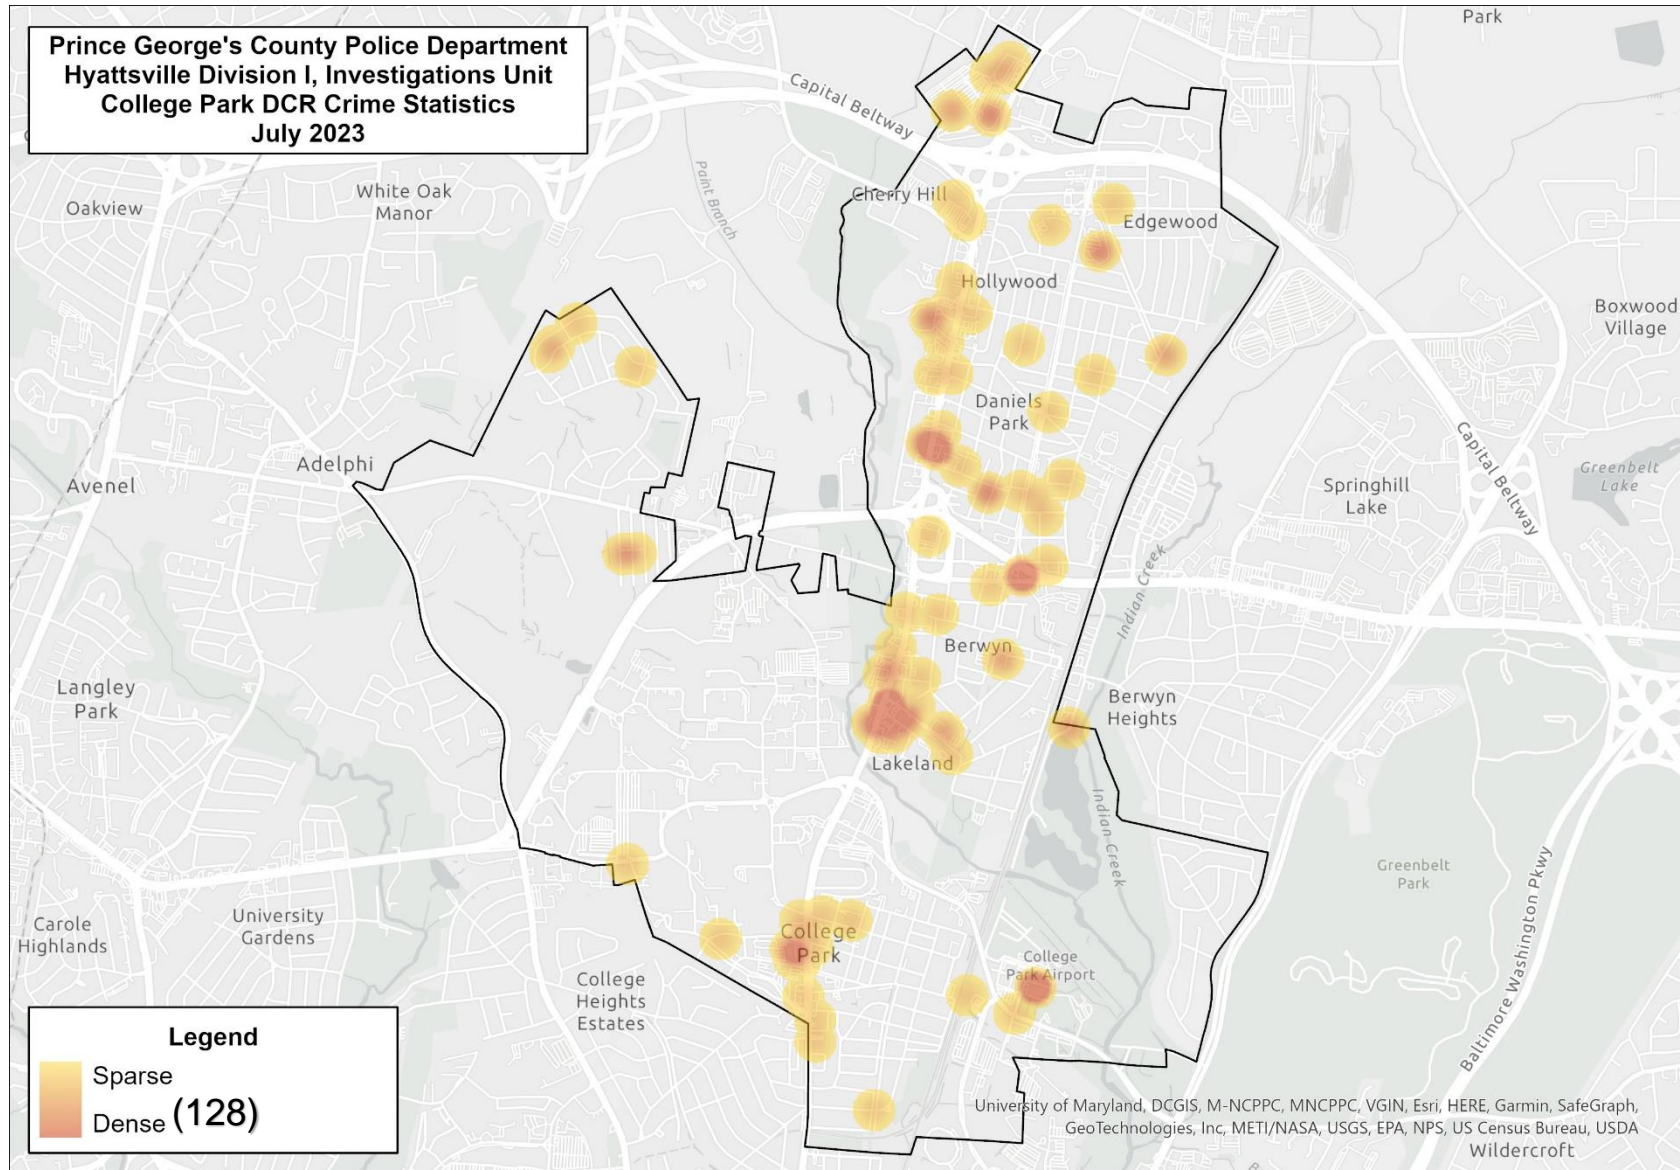 Prince George's County Police Department
Hyattsville Division I, Investigations Unit
College Park DCR Crime Statistics
July 2023
Park
Capital Beltway
Paint Branch
Oakview
White Oak
Manor
Cherry Hill
Edgewood
Hollywood
Boxwood
Village
Daniels
Park
Capital Beltway
Adelphi
Avenel
Springhill
Lake
Greenbelt
Lake
Indian Creek
Berwyn
Langley
Park
Berwyn
Heights
Lakeland
Indian Creek
Greenbelt
Park
Baltimore Washington Pkwy
Carole
Highlands
University
Gardens
College
Park
College
Park Airport
College
Heights
Estates
Legend
Sparse
Dense (128)
University of Maryland, DCGIS, M-NCPPC, MNCPPC, VGIN, Esri, HERE, Garmin, SafeGraph,
GeoTechnologies, Inc, METI/NASA, USGS, EPA, NPS, US Census Bureau, USDA
Wildercroft